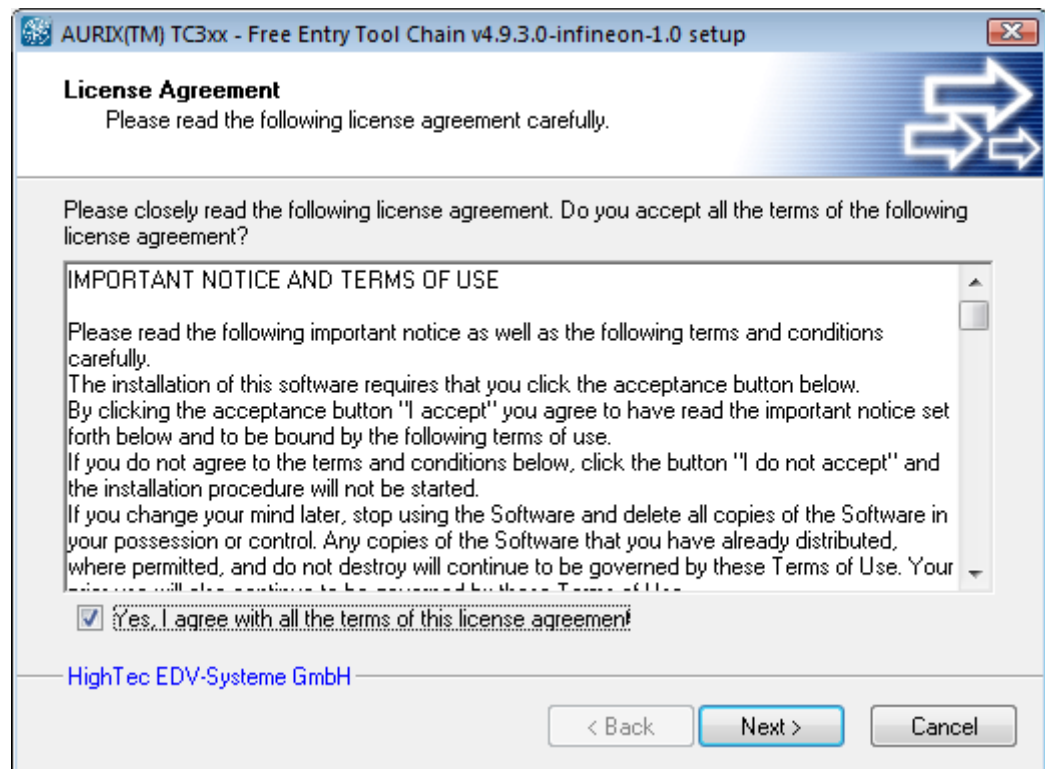 AURIX(TM) TC3xx - Free Entry Tool Chain v4.9.3.0-infineon-1.0 setup
License Agreement
Please read the following license agreement carefully.
Please closely read the following license agreement. Do you accept all the terms of the following
license agreement?
IMPORTANT NOTICE AND TERMS OF USE
Please read the following important notice as well as the following terms and conditions
carefully.
The installation of this software requires that you click the acceptance button below.
By clicking the acceptance button "I accept" you agree to have read the important notice set
forth below and to be bound by the following terms of use.
If you do not agree to the terms and conditions below, click the button "I do not accept" and
the installation procedure will not be started.
If you change your mind later, stop using the Software and delete all copies of the Software in
your possession or control. Any copies of the Software that you have already distributed,
where permitted, and do not destroy will continue to be governed by these Terms of Use. Your
Yes, I agree with all the terms of this license agreement
HighTec EDV-Systeme GmbH
< Back
Next >
Cancel